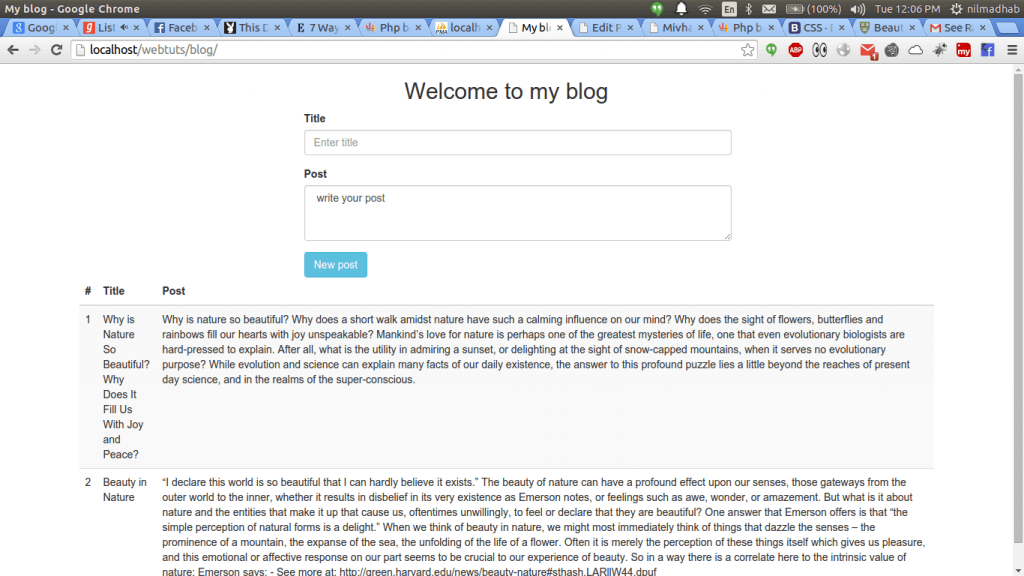 My blog - Google Chrome
En
(100%)
Tue 12:06 PM
nilmadhab
Goog
List
Faceb
This D
7 Way
Php b
localh
My bl
Edit P
Mivha
Php b
CSS ·
Beaut
See R
localhost/webtuts/blog/
ABP
1
my
Welcome to my blog
Title
Enter title
Post
write your post
New post
# Title Post
1 Why is Nature So Beautiful? Why Does It Fill Us With Joy and Peace?
Why is nature so beautiful? Why does a short walk amidst nature have such a calming influence on our mind? Why does the sight of flowers, butterflies and
rainbows fill our hearts with joy unspeakable? Mankind's love for nature is perhaps one of the greatest mysteries of life, one that even evolutionary biologists are
hard-pressed to explain. After all, what is the utility in admiring a sunset, or delighting at the sight of snow-capped mountains, when it serves no evolutionary
purpose? While evolution and science can explain many facts of our daily existence, the answer to this profound puzzle lies a little beyond the reaches of present
day science, and in the realms of the super-conscious.
2 Beauty in Nature
“I declare this world is so beautiful that I can hardly believe it exists.” The beauty of nature can have a profound effect upon our senses, those gateways from the
outer world to the inner, whether it results in disbelief in its very existence as Emerson notes, or feelings such as awe, wonder, or amazement. But what is it about
nature and the entities that make it up that cause us, oftentimes unwillingly, to feel or declare that they are beautiful? One answer that Emerson offers is that “the
simple perception of natural forms is a delight.” When we think of beauty in nature, we might most immediately think of things that dazzle the senses – the
prominence of a mountain, the expanse of the sea, the unfolding of the life of a flower. Often it is merely the perception of these things itself which gives us pleasure,
and this emotional or affective response on our part seems to be crucial to our experience of beauty. So in a way there is a correlate here to the intrinsic value of
nature; Emerson says: - See more at: http://green.harvard.edu/news/beauty-nature#sthash.LARIlW44.dpuf